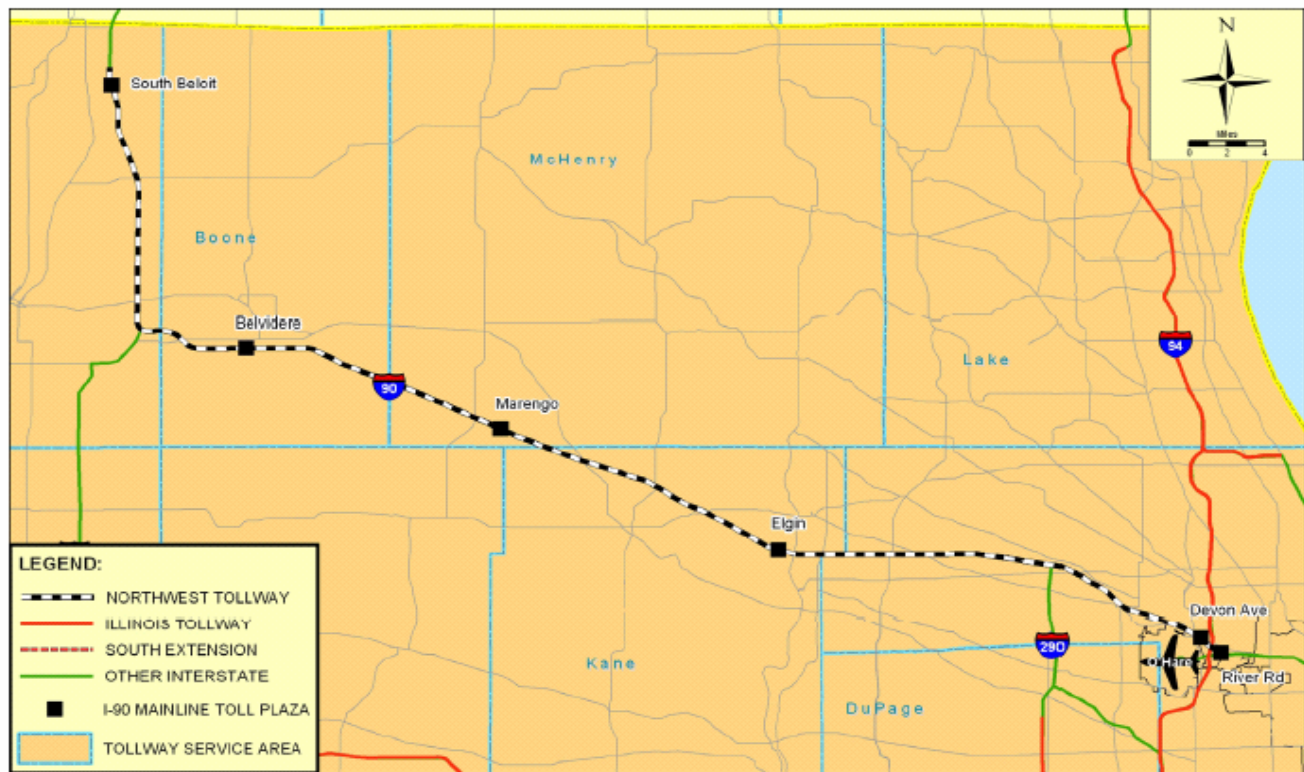 N
Miles
0 2 4
South Beloit
McHenry
Boone
Belvidere
94
Lake
90
Marengo
Elgin
LEGEND:
NORTHWEST TOLLWAY
ILLINOIS TOLLWAY
SOUTH EXTENSION
OTHER INTERSTATE
I-90 MAINLINE TOLL PLAZA
TOLLWAY SERVICE AREA
Devon Ave
290
O'Hare
Kane
River Rd
DuPage